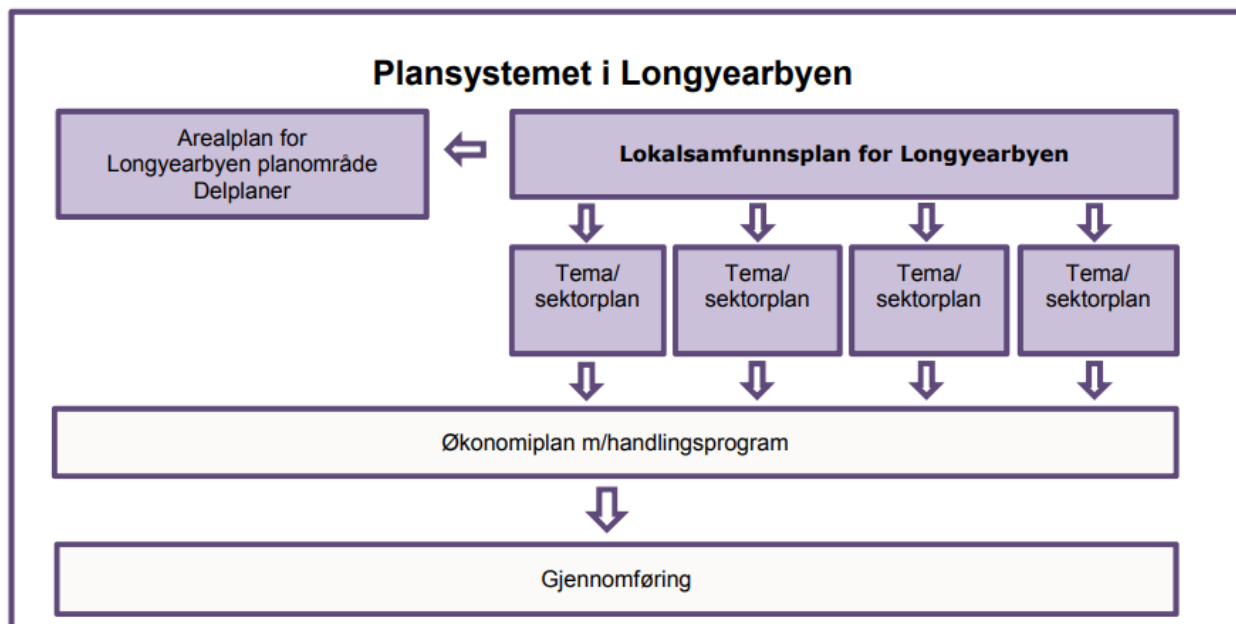 Plansystemet i Longyearbyen
Arealplan for
Longyearbyen planområde
Delplaner
Lokalsamfunnsplan for Longyearbyen
Tema/
sektorplan
Tema/
sektorplan
Tema/
sektorplan
Tema/
sektorplan
Økonomiplan m/handlingsprogram
Gjennomføring